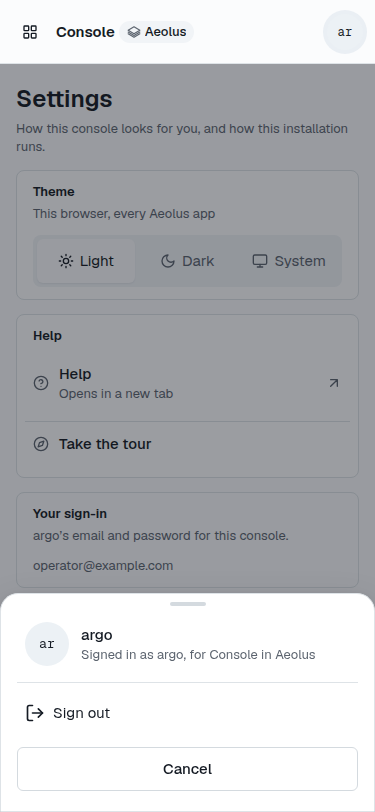 Console Aeolus ar
Settings
How this console looks for you, and how this installation
runs.
Theme
This browser, every Aeolus app
Light Dark System
Help
Help
Opens in a new tab
Take the tour
Your sign-in
argo's email and password for this console.
operator@example.com
ar
argo
Signed in as argo, for Console in Aeolus
Sign out
Cancel